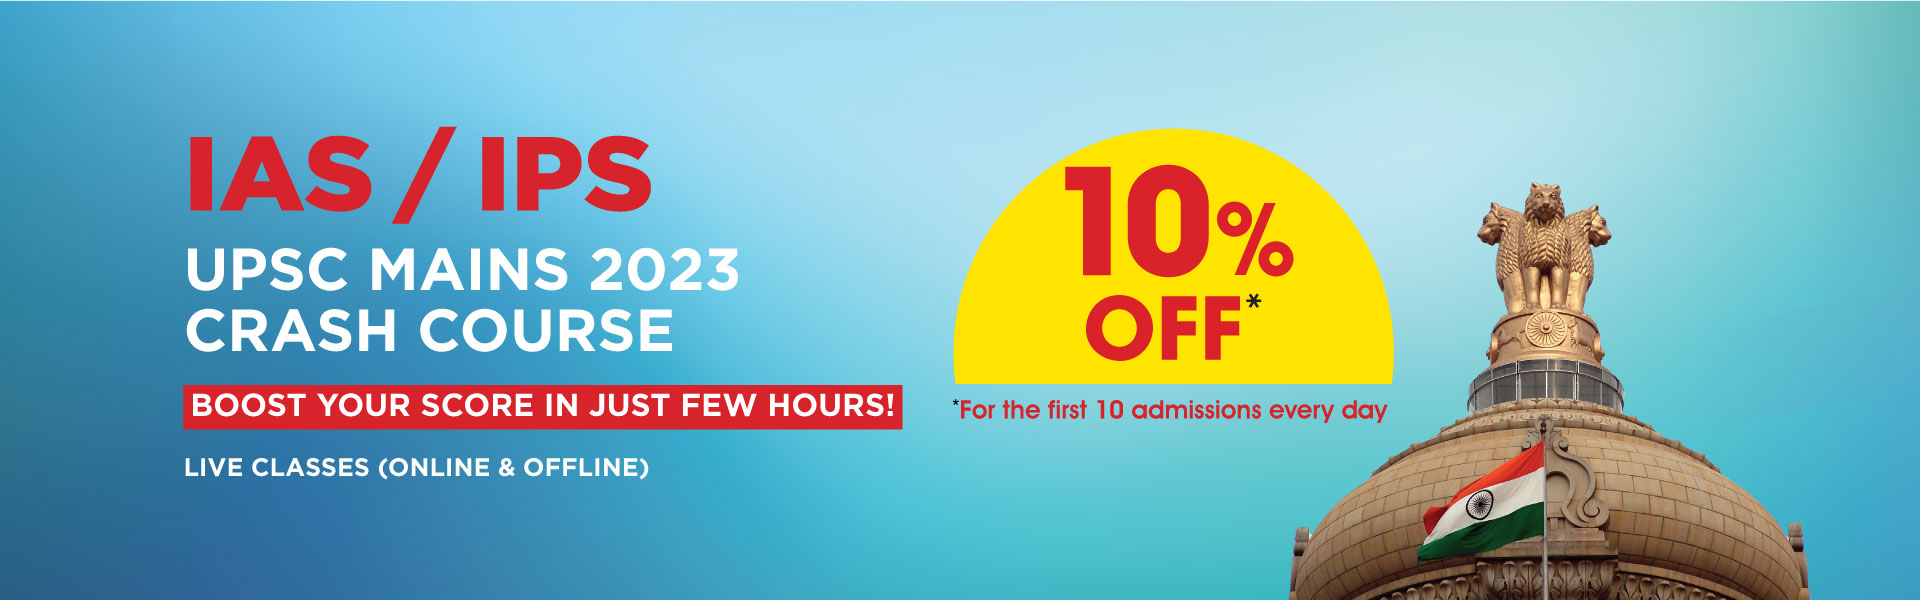 IAS / IPS
UPSC MAINS 2023
CRASH COURSE
BOOST YOUR SCORE IN JUST FEW HOURS!
LIVE CLASSES (ONLINE & OFFLINE)
10%
OFF*
*For the first 10 admissions every day